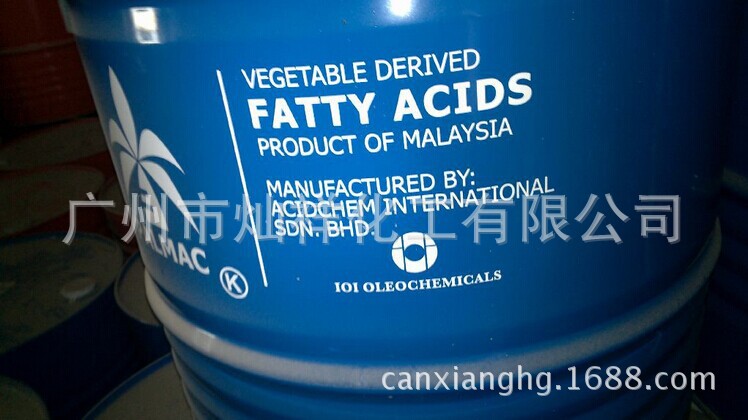 VEGETABLE DERIVED
FATTY ACIDS
PRODUCT OF MALAYSIA
MANUFACTURED BY:
ACIDCHEM INTERNATIONAL
SDN. BHD.
IOI OLEOCHEMICALS
K
广州市灿祥化工有限公司
canxianghg.1688.com